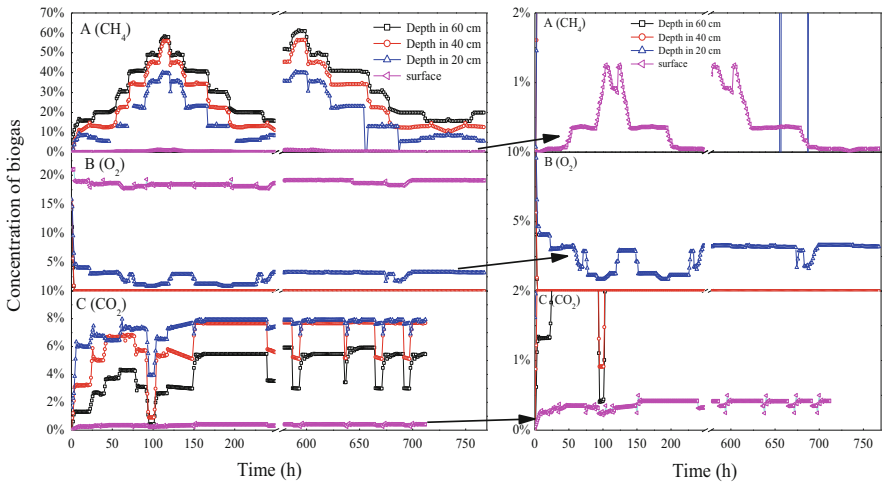 Concentration of biogas
A (CH4)
Depth in 60 cm
Depth in 40 cm
Depth in 20 cm
surface
70%
60%
50%
40%
30%
20%
10%
0%
B (O2)
20%
15%
10%
5%
10%
C (CO2)
8%
6%
4%
2%
0%
0 50 100 150 200 600 650 700 750
Time (h)
A (CH4)
Depth in 60 cm
Depth in 40 cm
Depth in 20 cm
surface
2%
1%
10%
B (O2)
5%
2%
C (CO2)
1%
0%
0 50 100 150 200 600 650 700 750
Time (h)